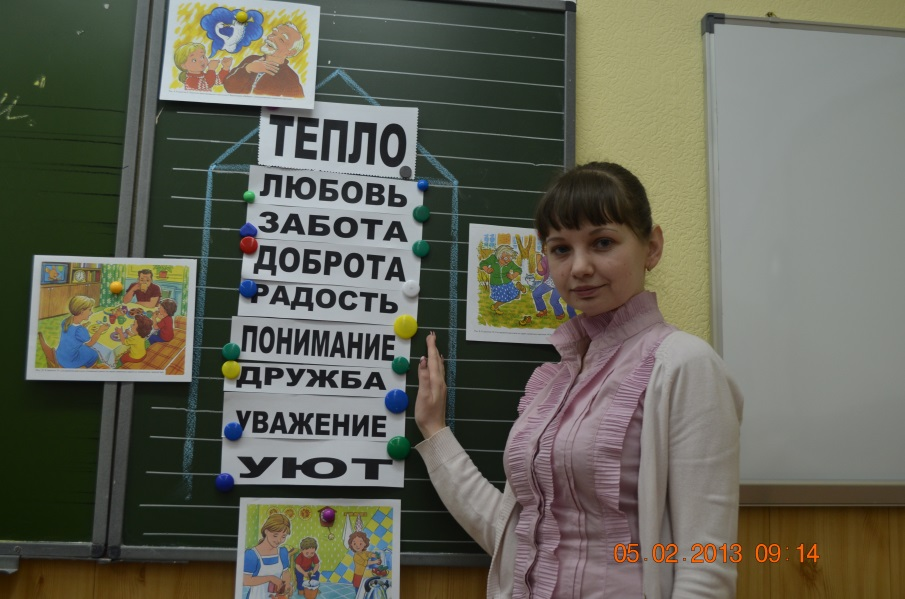 ТЕПЛО
ЛЮБОВЬ
ЗАБОТА
ДОБРОТА
РАДОСТЬ
ПОНИМАНИЕ
ДРУЖБА
УВАЖЕНИЕ
УЮТ
05.02.2013 09:14